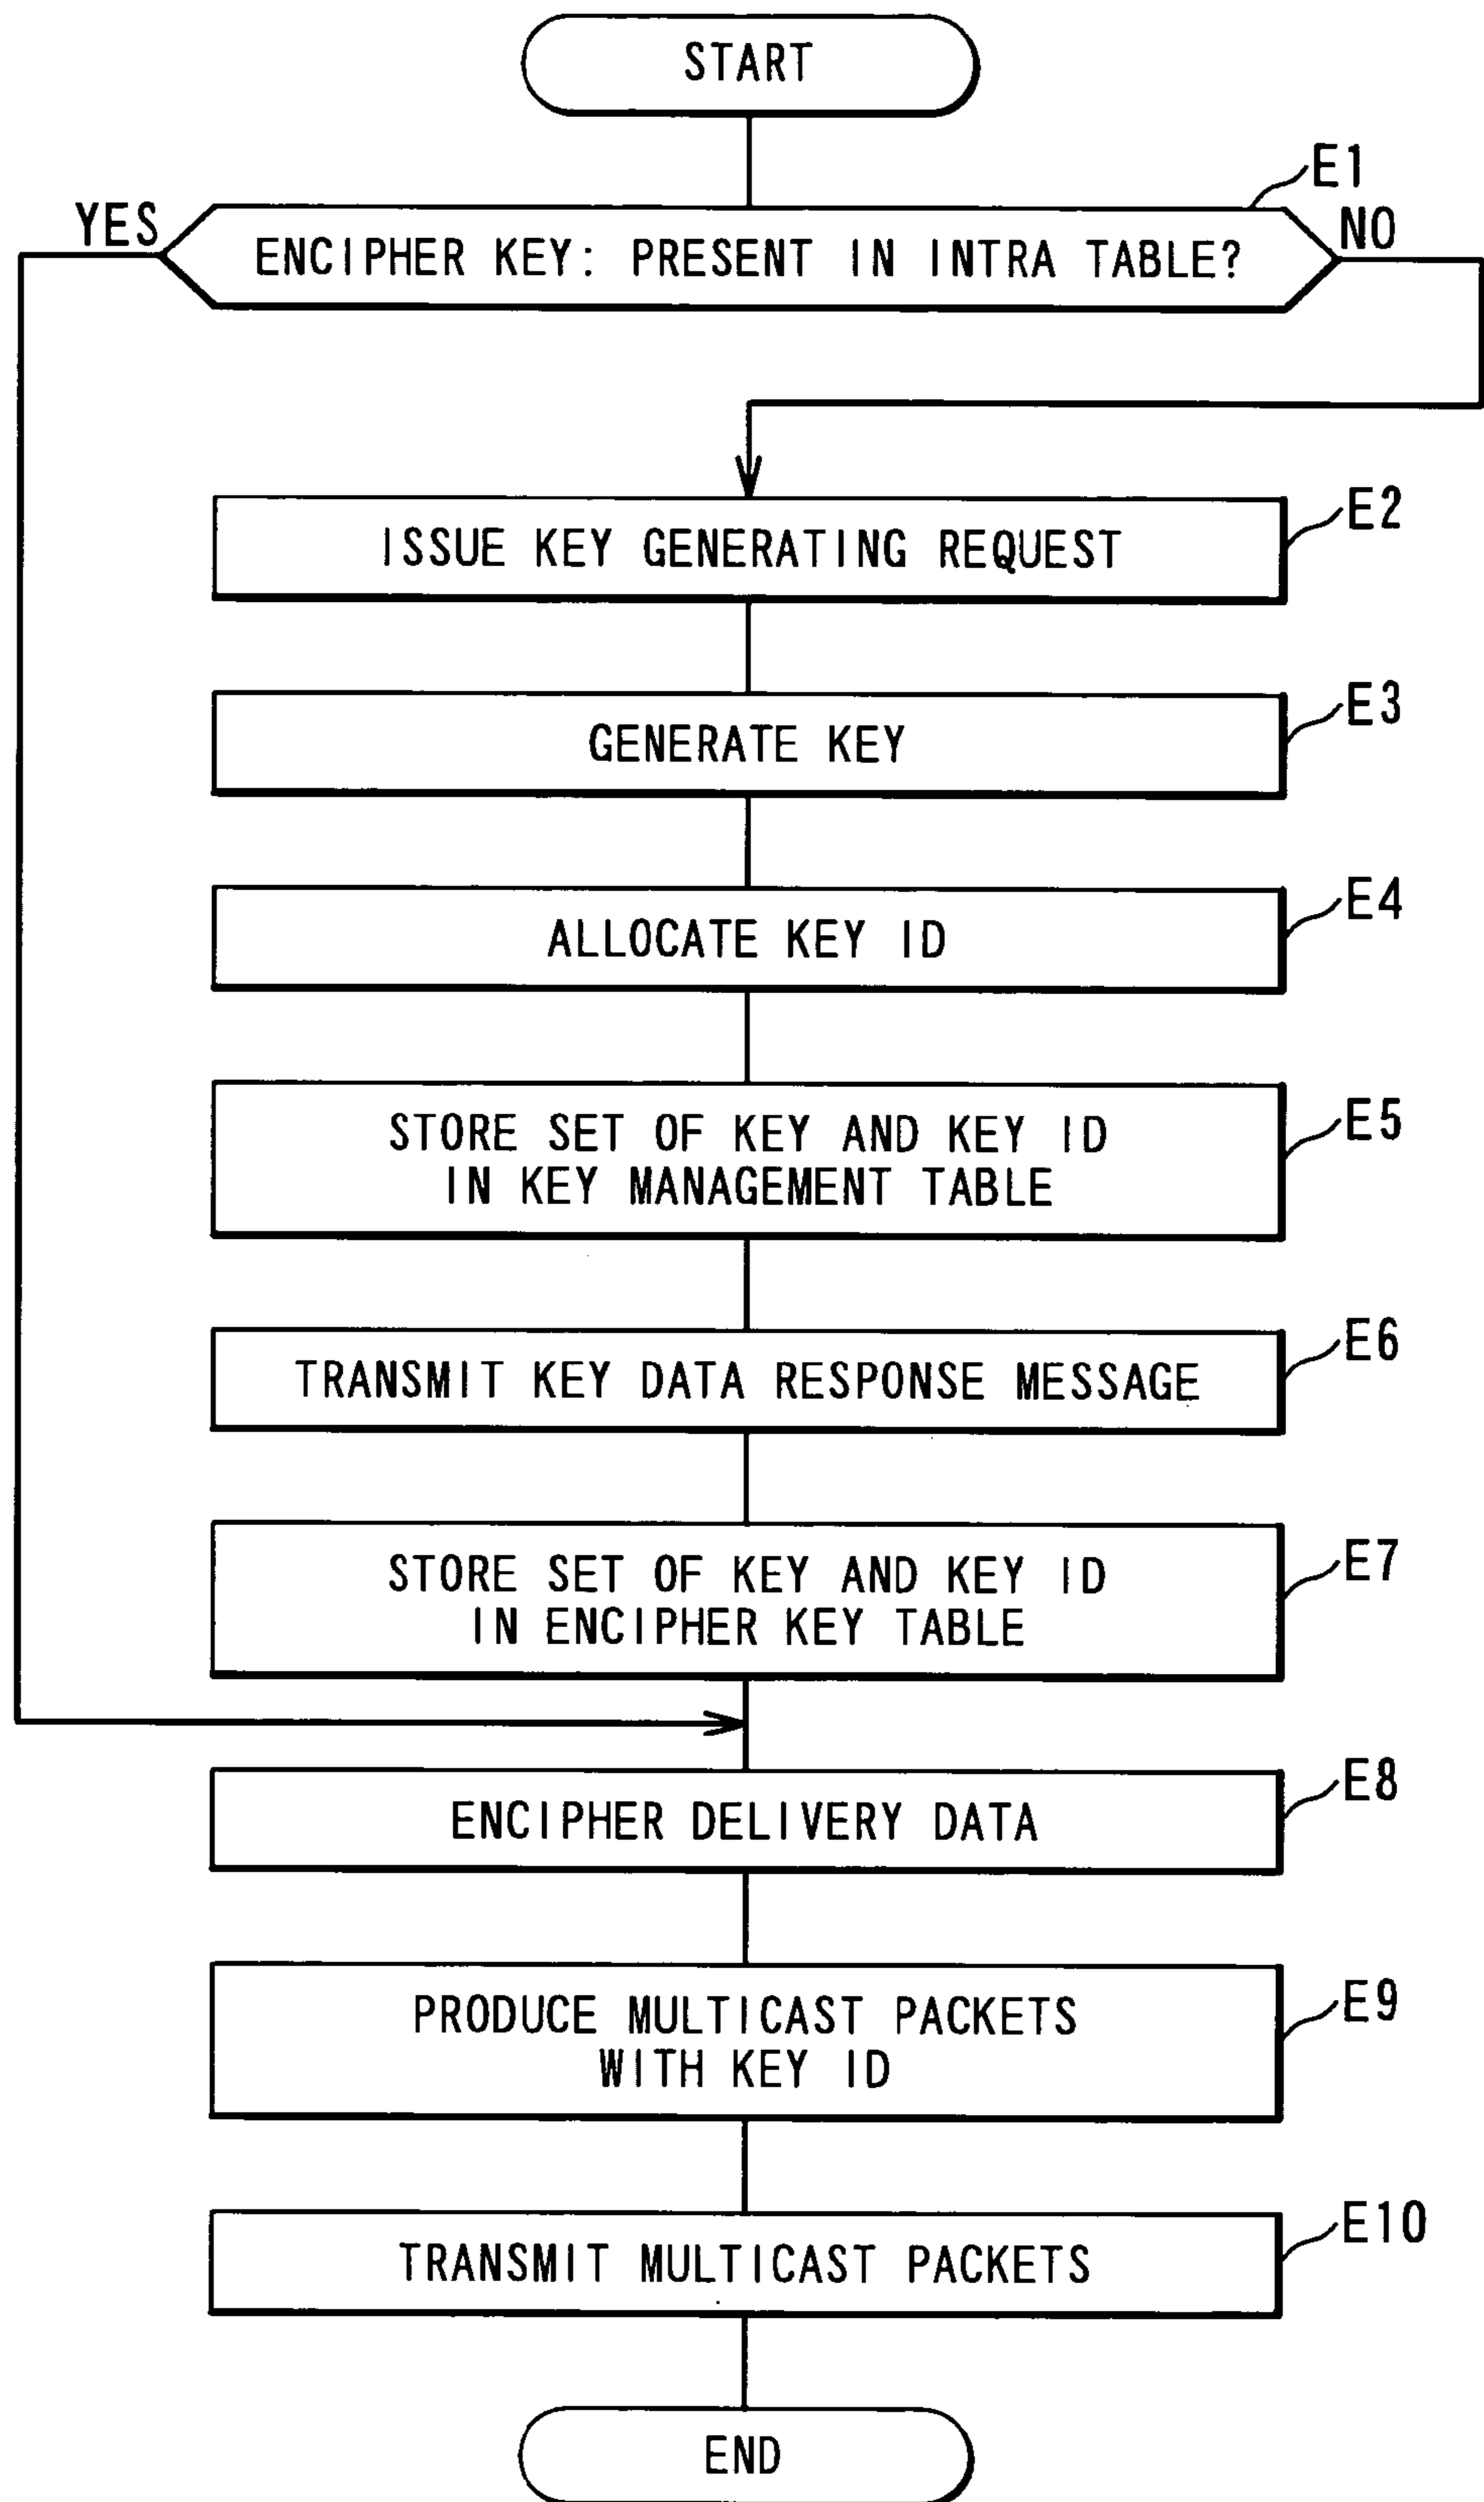 START
E1
YES
NO
ENCIPHER KEY: PRESENT IN INTRA TABLE?
E2
ISSUE KEY GENERATING REQUEST
E3
GENERATE KEY
E4
ALLOCATE KEY ID
E5
STORE SET OF KEY AND KEY ID
IN KEY MANAGEMENT TABLE
E6
TRANSMIT KEY DATA RESPONSE MESSAGE
E7
STORE SET OF KEY AND KEY ID
IN ENCIPHER KEY TABLE
E8
ENCIPHER DELIVERY DATA
E9
PRODUCE MULTICAST PACKETS
WITH KEY ID
E10
TRANSMIT MULTICAST PACKETS
END